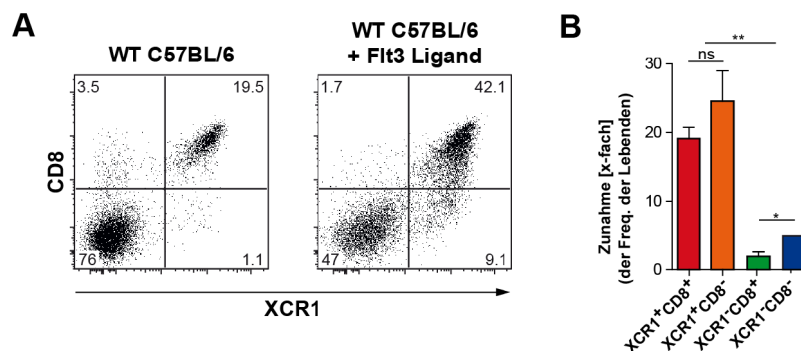 A
WT C57BL/6
WT C57BL/6
+ Flt3 Ligand
3.5
19.5
76
1.1
1.7
42.1
47
9.1
CD8
XCR1
B
Zunahme [x-fach]
(der Freq. der Lebenden)
30
20
10
0
ns
**
*
XCR1⁺CD8⁺
XCR1⁺CD8⁻
XCR1⁻CD8⁺
XCR1⁻CD8⁻